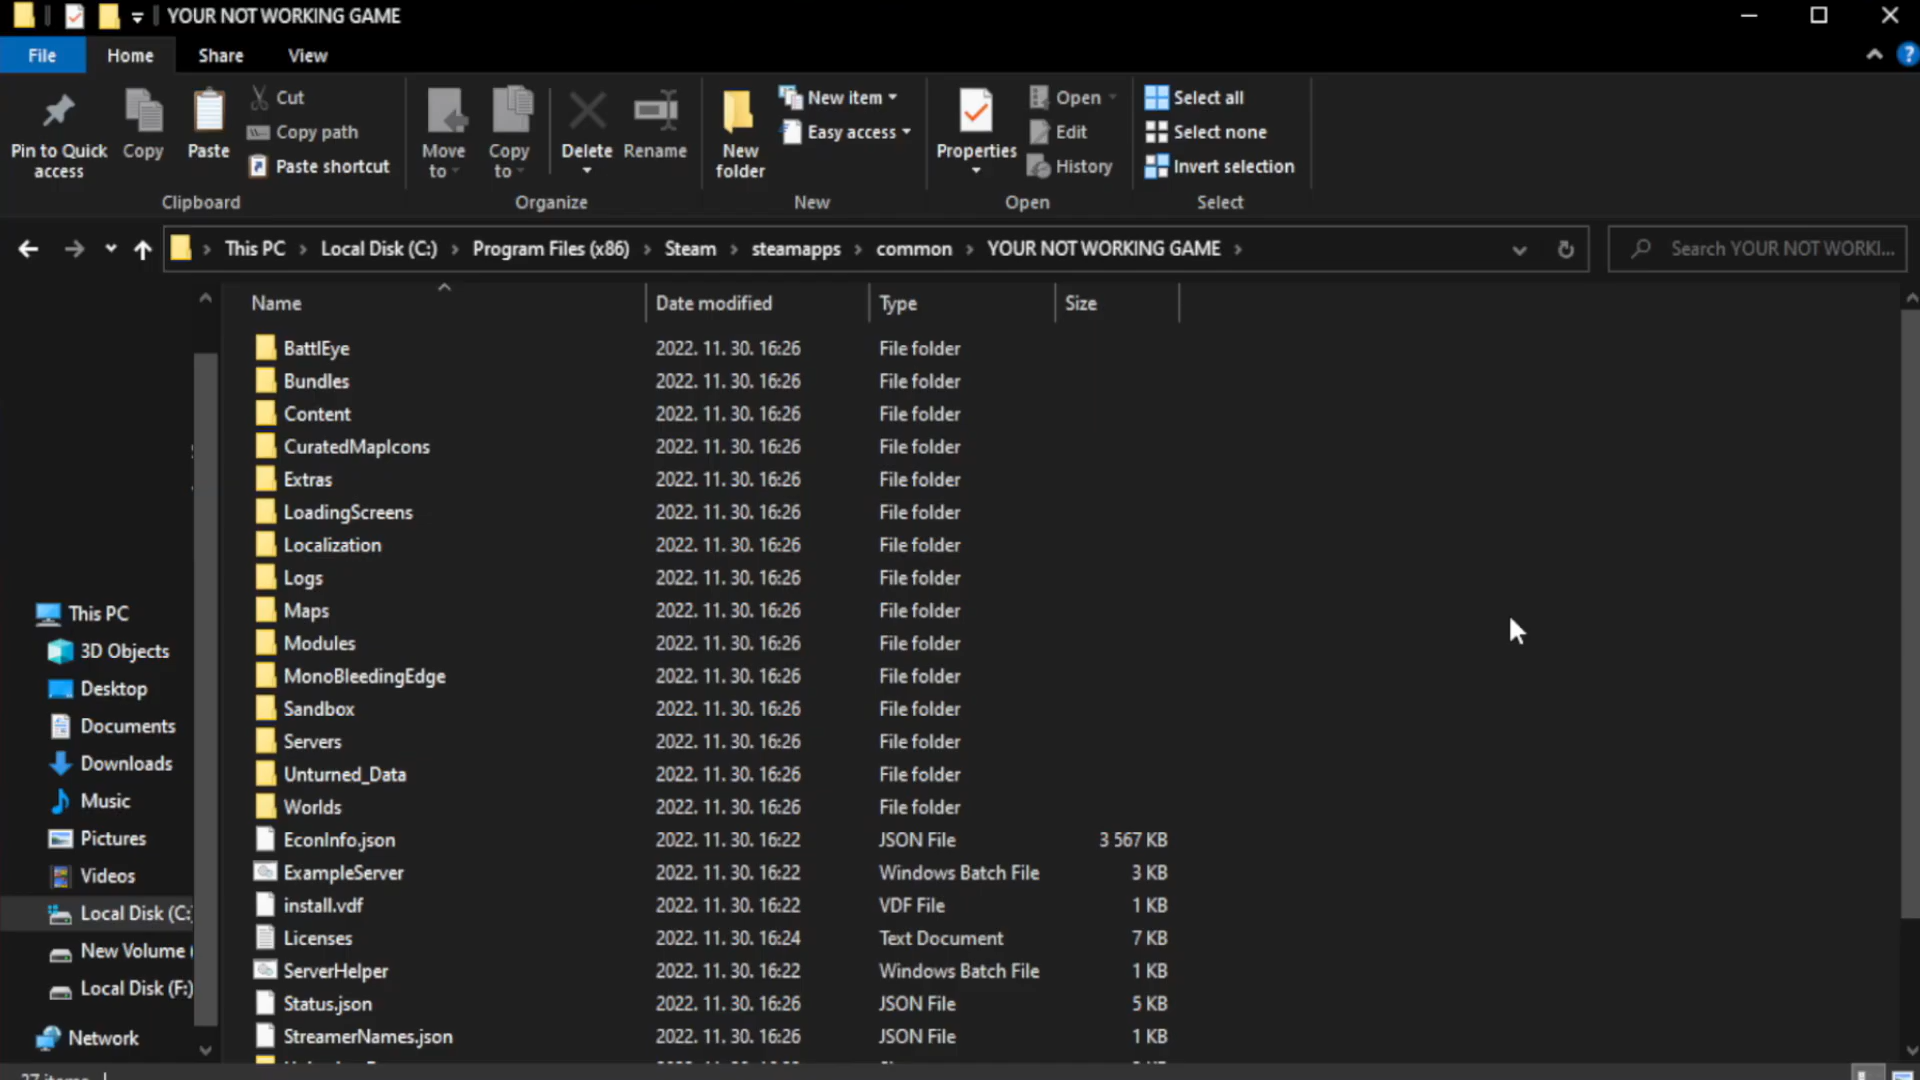 YOUR NOT WORKING GAME
File Home Share View
Pin to Quick access
Copy
Paste
Cut
Copy path
Paste shortcut
Move to
Copy to
Delete
Rename
New folder
New item
Easy access
Properties
Open
Edit
History
Select all
Select none
Invert selection
Clipboard Organize New Open Select
This PC Local Disk (C:) Program Files (x86) Steam steamapps common YOUR NOT WORKING GAME
Search YOUR NOT WORKI...
Name Date modified Type Size
BattlEye 2022. 11. 30. 16:26 File folder
Bundles 2022. 11. 30. 16:26 File folder
Content 2022. 11. 30. 16:26 File folder
CuratedMapIcons 2022. 11. 30. 16:26 File folder
Extras 2022. 11. 30. 16:26 File folder
LoadingScreens 2022. 11. 30. 16:26 File folder
Localization 2022. 11. 30. 16:26 File folder
Logs 2022. 11. 30. 16:26 File folder
Maps 2022. 11. 30. 16:26 File folder
Modules 2022. 11. 30. 16:26 File folder
MonoBleedingEdge 2022. 11. 30. 16:26 File folder
Sandbox 2022. 11. 30. 16:26 File folder
Servers 2022. 11. 30. 16:26 File folder
Unturned_Data 2022. 11. 30. 16:26 File folder
Worlds 2022. 11. 30. 16:26 File folder
EconInfo.json 2022. 11. 30. 16:22 JSON File 3 567 KB
ExampleServer 2022. 11. 30. 16:22 Windows Batch File 3 KB
install.vdf 2022. 11. 30. 16:22 VDF File 1 KB
Licenses 2022. 11. 30. 16:24 Text Document 7 KB
ServerHelper 2022. 11. 30. 16:22 Windows Batch File 1 KB
Status.json 2022. 11. 30. 16:26 JSON File 5 KB
StreamerNames.json 2022. 11. 30. 16:26 JSON File 1 KB
This PC
3D Objects
Desktop
Documents
Downloads
Music
Pictures
Videos
Local Disk (C:
New Volume (
Local Disk (F:)
Network